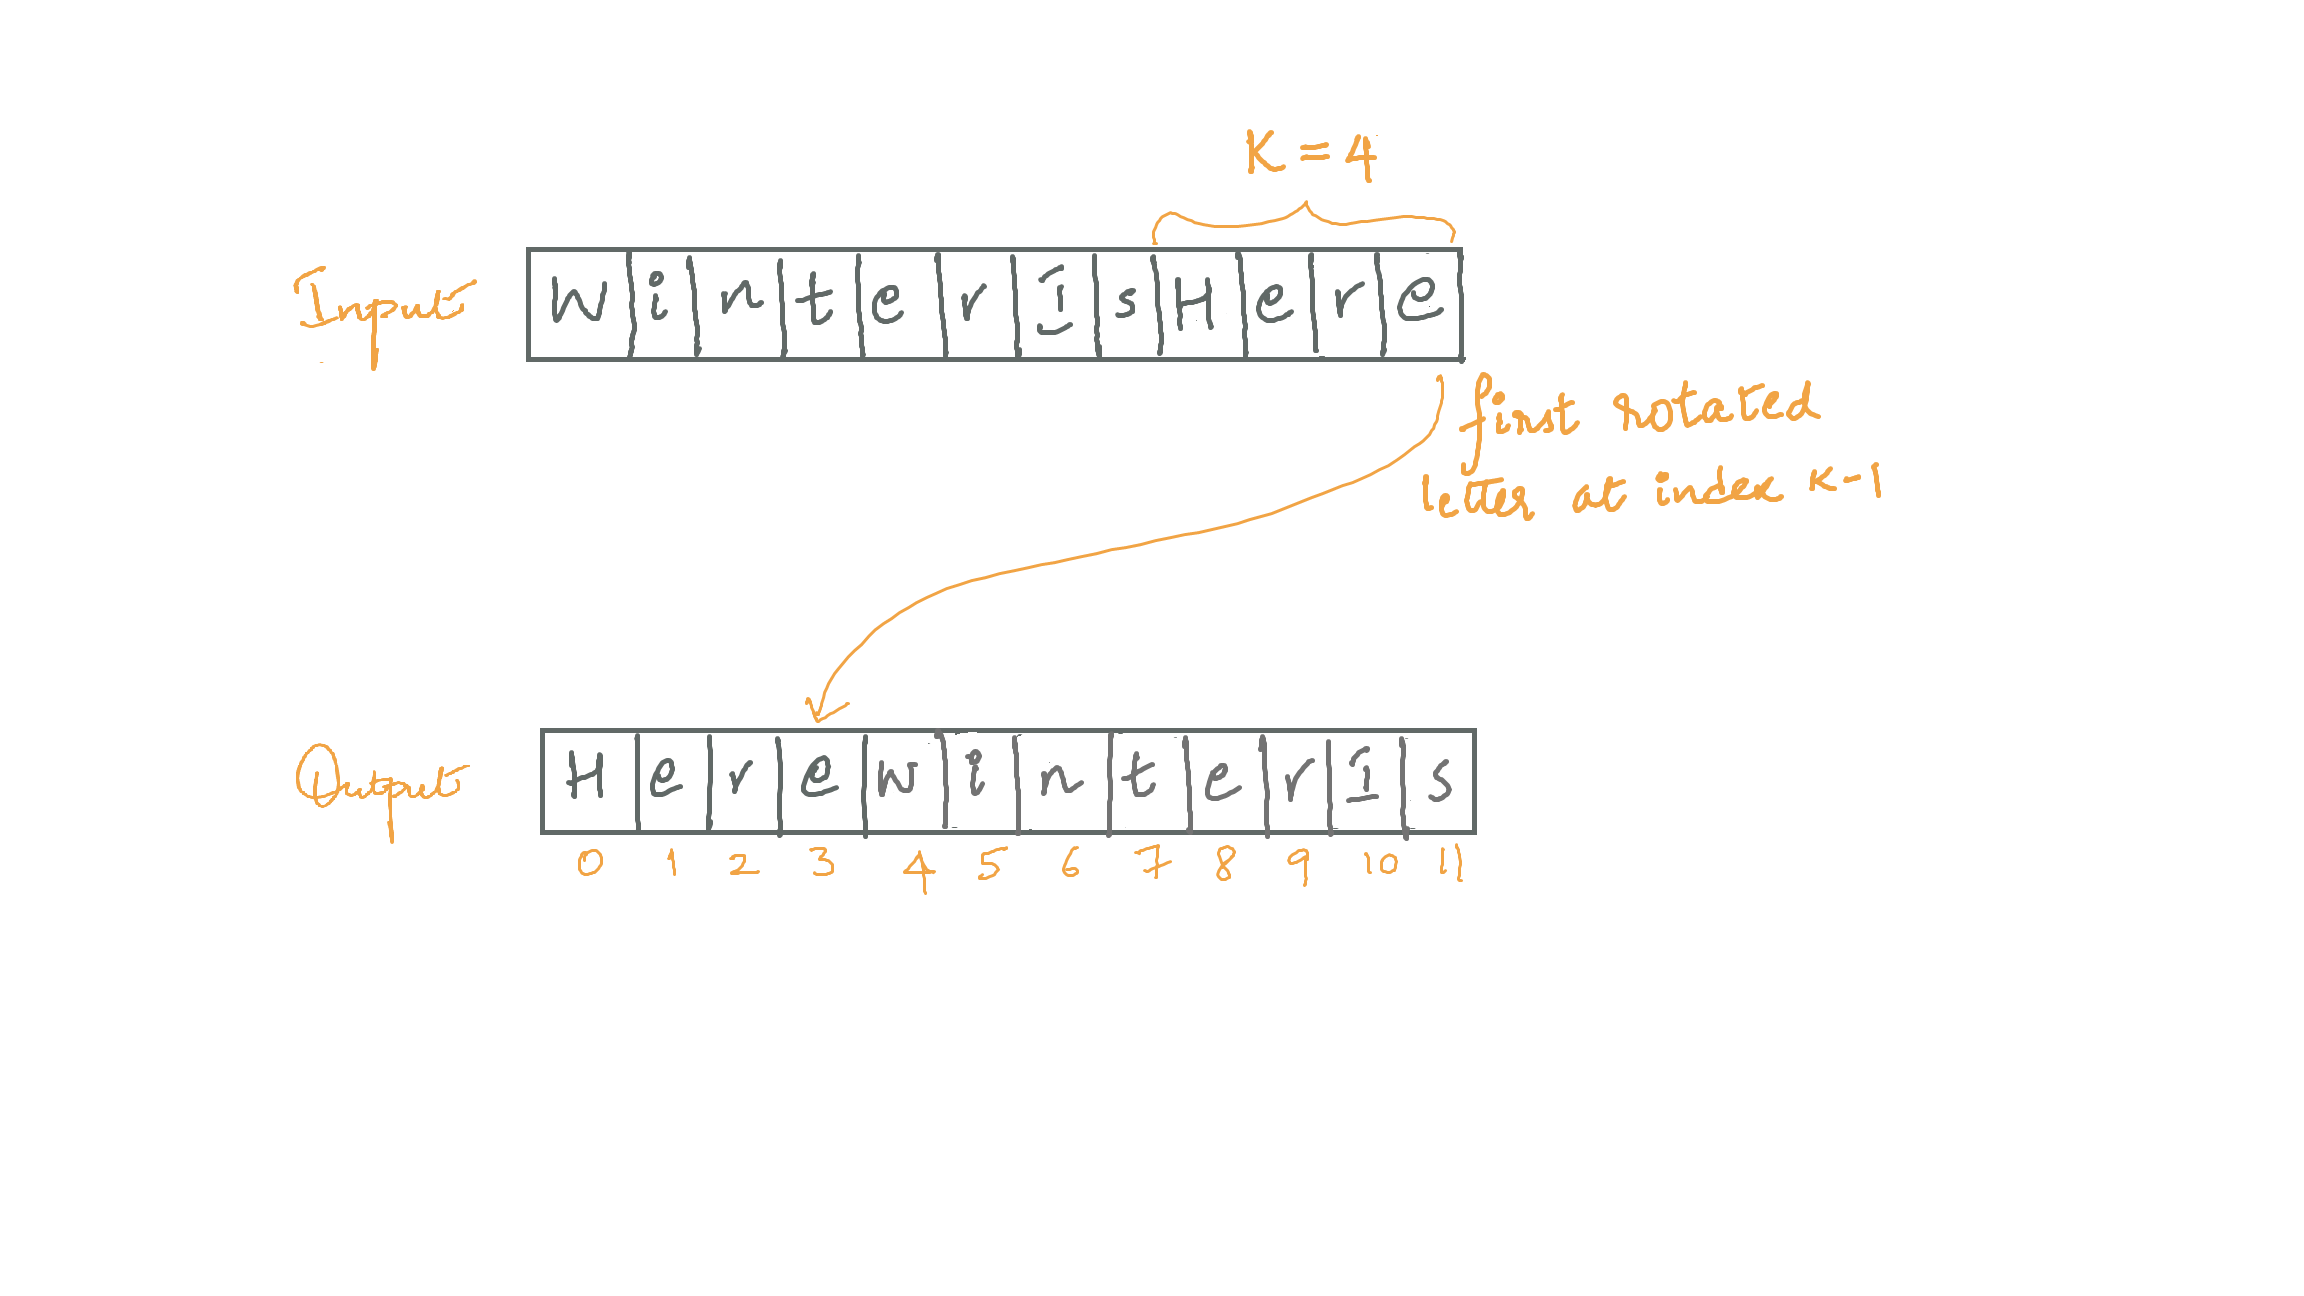 K = 4
Input
W i n t e r I s H e r e
first rotated
letter at index K-1
Output
H e r e W i n t e r I s
0 1 2 3 4 5 6 7 8 9 10 11